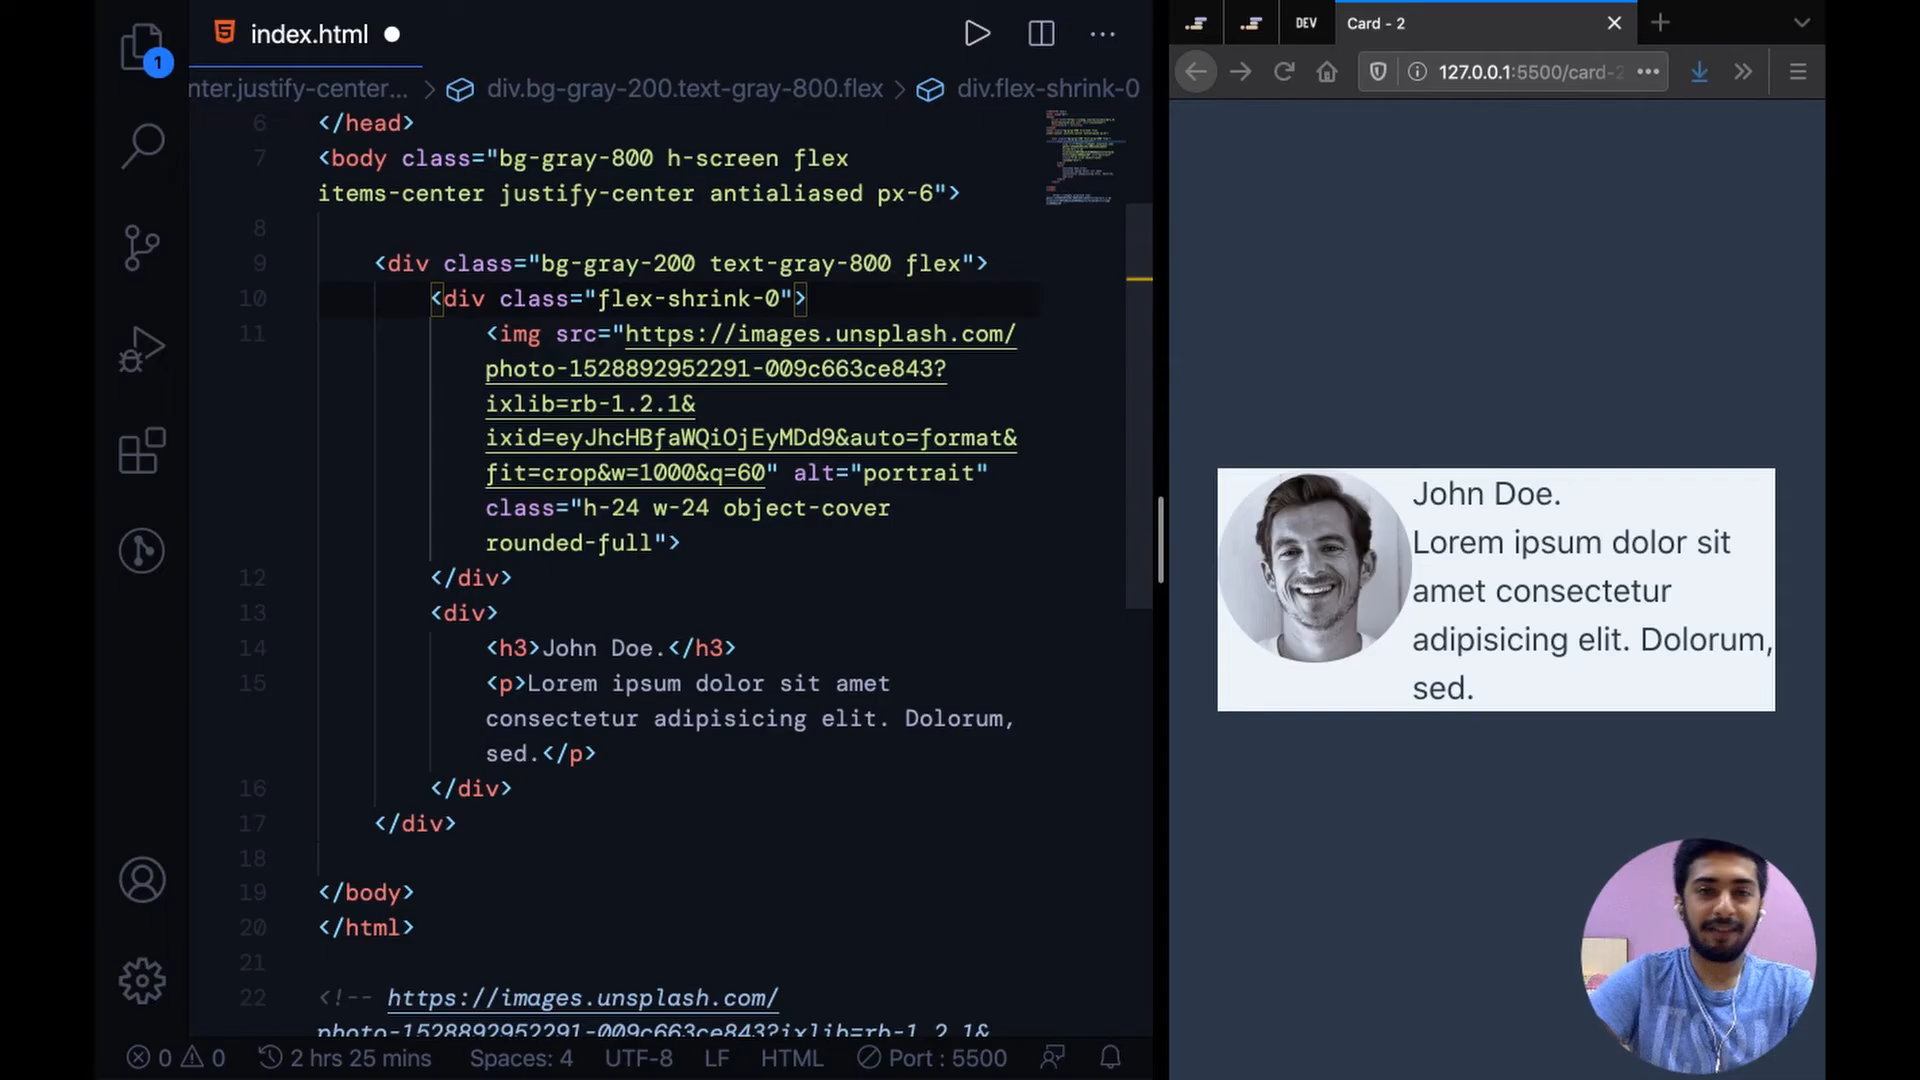 index.html
1
nter.justify-center... > div.bg-gray-200.text-gray-800.flex > div.flex-shrink-0
6 </head>
7 <body class="bg-gray-800 h-screen flex
items-center justify-center antialiased px-6">
8
9 <div class="bg-gray-200 text-gray-800 flex">
10 <div class="flex-shrink-0">
11 <img src="https://images.unsplash.com/
photo-1528892952291-009c663ce843?
ixlib=rb-1.2.1&
ixid=eyJhcHBfaWQiOjEyMDd9&auto=format&
fit=crop&w=1000&q=60" alt="portrait"
class="h-24 w-24 object-cover
rounded-full">
12 </div>
13 <div>
14 <h3>John Doe.</h3>
15 <p>Lorem ipsum dolor sit amet
consectetur adipisicing elit. Dolorum,
sed.</p>
16 </div>
17 </div>
18
19 </body>
20 </html>
21
22 <!-- https://images.unsplash.com/
photo-1528892952291-009c663ce843?ixlib=rb-1.2.1&
0 0 2 hrs 25 mins Spaces: 4 UTF-8 LF HTML Port : 5500
DEV Card - 2
127.0.0.1:5500/card-2
John Doe.
Lorem ipsum dolor sit
amet consectetur
adipisicing elit. Dolorum,
sed.